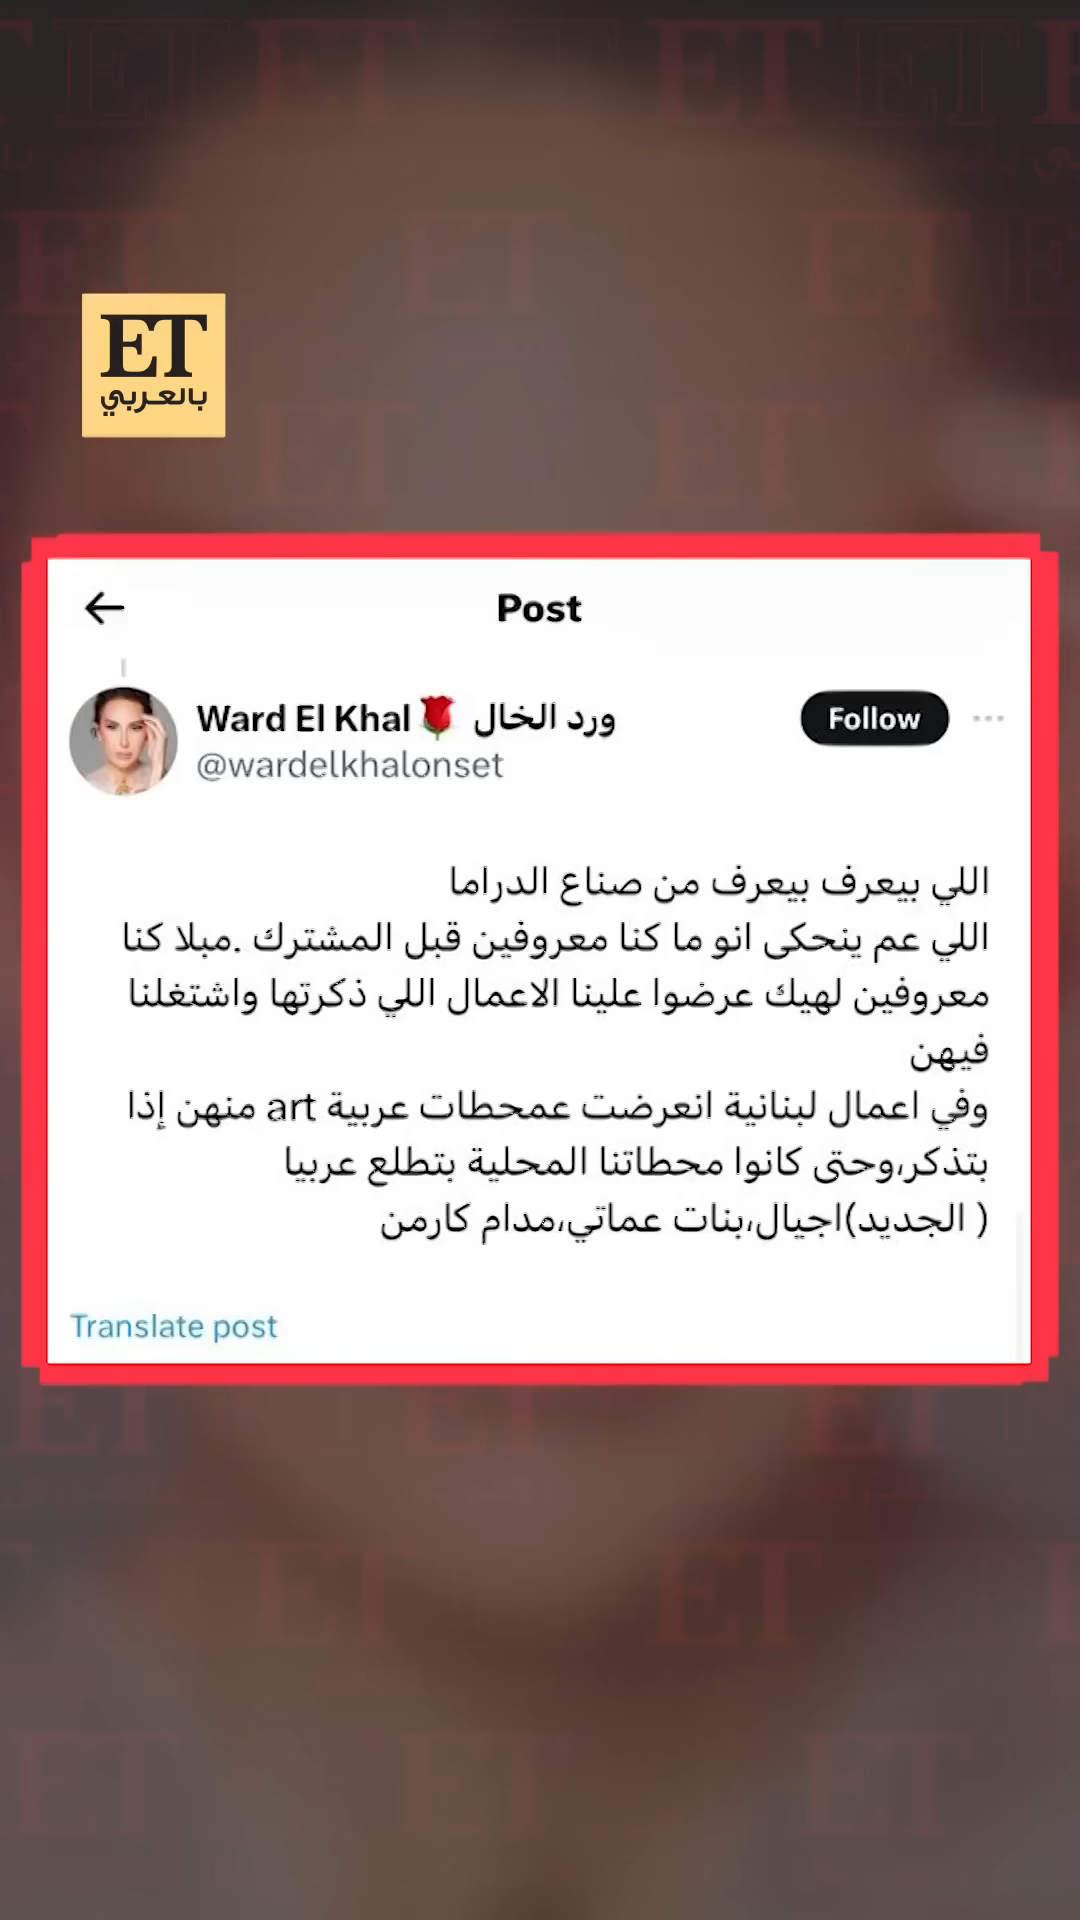 ET
بالعربي
Post
Ward El Khal🌹 ورد الخال
@wardelkhalonset
Follow
اللي بيعرف بيعرف من صناع الدراما
اللي عم ينحكى انو ما كنا معروفين قبل المشترك .مبلا كنا
معروفين لهيك عرضوا علينا الاعمال اللي ذكرتها واشتغلنا
فيهن
وفي اعمال لبنانية انعرضت عمحطات عربية art منهن إذا
بتذكر،وحتى كانوا محطاتنا المحلية بتطلع عربيا
( الجديد)اجيال،بنات عماتي،مدام كارمن
Translate post